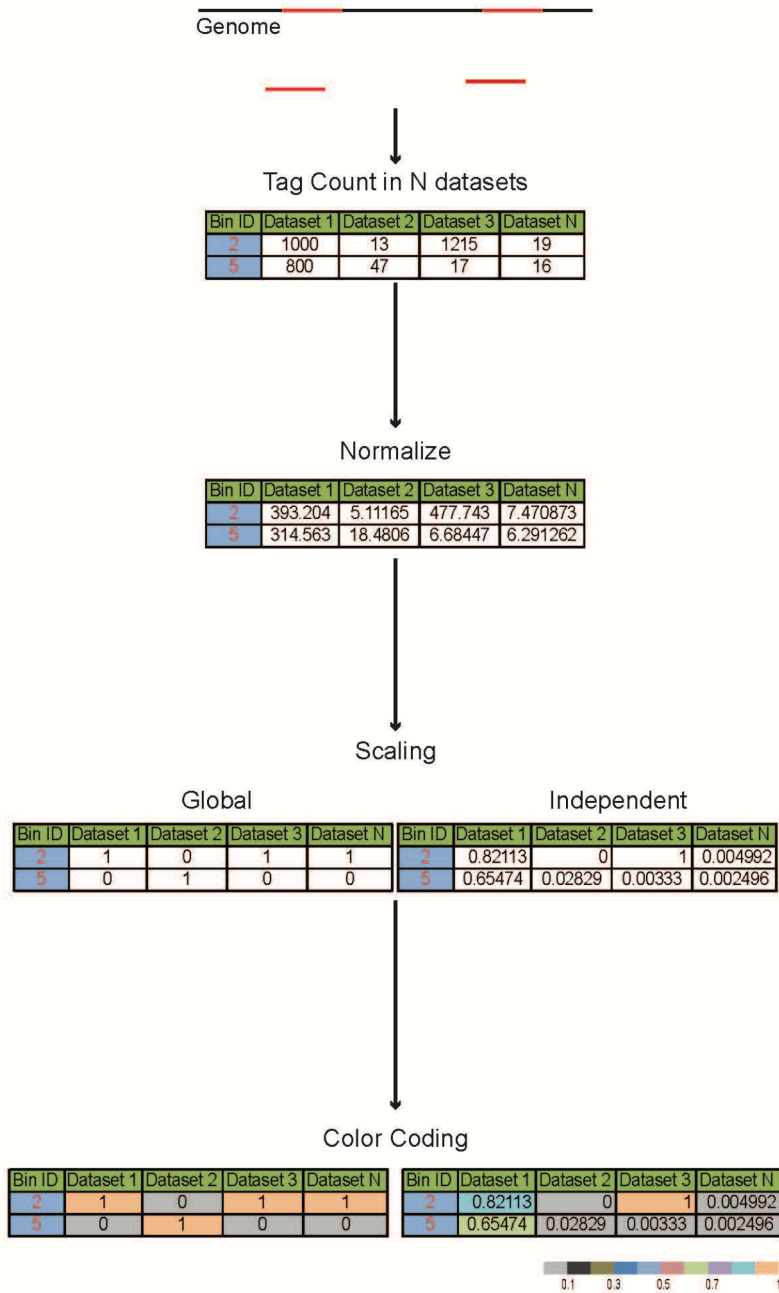 Genome
Tag Count in N datasets
Bin ID Dataset 1 Dataset 2 Dataset 3 Dataset N
2 1000 13 1215 19
5 800 47 17 16
Normalize
Bin ID Dataset 1 Dataset 2 Dataset 3 Dataset N
2 393.204 5.11165 477.743 7.470873
5 314.563 18.4806 6.68447 6.291262
Scaling
Global
Bin ID Dataset 1 Dataset 2 Dataset 3 Dataset N
2 1 0 1 1
5 0 1 0 0
Independent
Bin ID Dataset 1 Dataset 2 Dataset 3 Dataset N
2 0.82113 0 1 0.004992
5 0.65474 0.02829 0.00333 0.002496
Color Coding
Bin ID Dataset 1 Dataset 2 Dataset 3 Dataset N
2 1 0 1 1
5 0 1 0 0
Bin ID Dataset 1 Dataset 2 Dataset 3 Dataset N
2 0.82113 0 1 0.004992
5 0.65474 0.02829 0.00333 0.002496
0.1 0.3 0.5 0.7 1